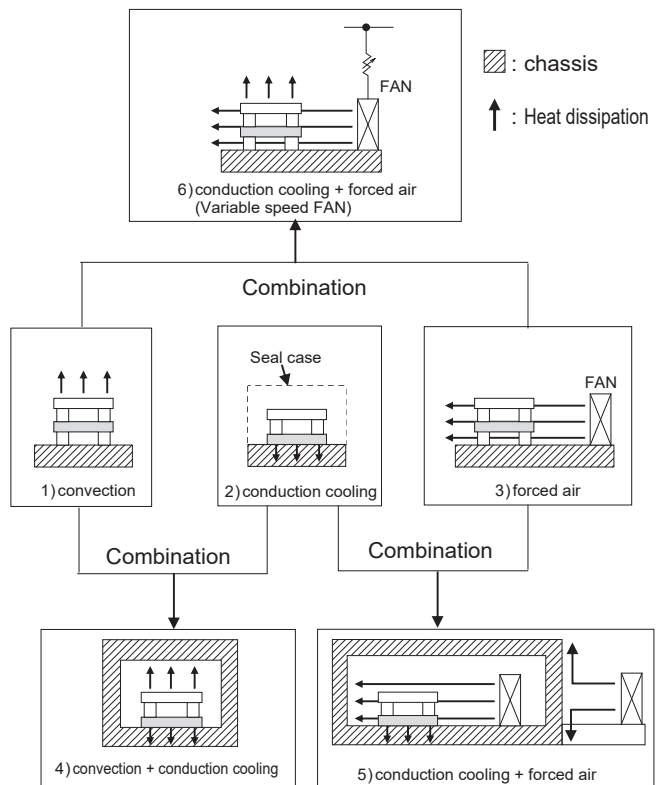 FAN
: chassis
: Heat dissipation
6)conduction cooling + forced air
(Variable speed FAN)
Combination
Seal case
FAN
1)convection
2)conduction cooling
3)forced air
Combination
Combination
4)convection + conduction cooling
5)conduction cooling + forced air